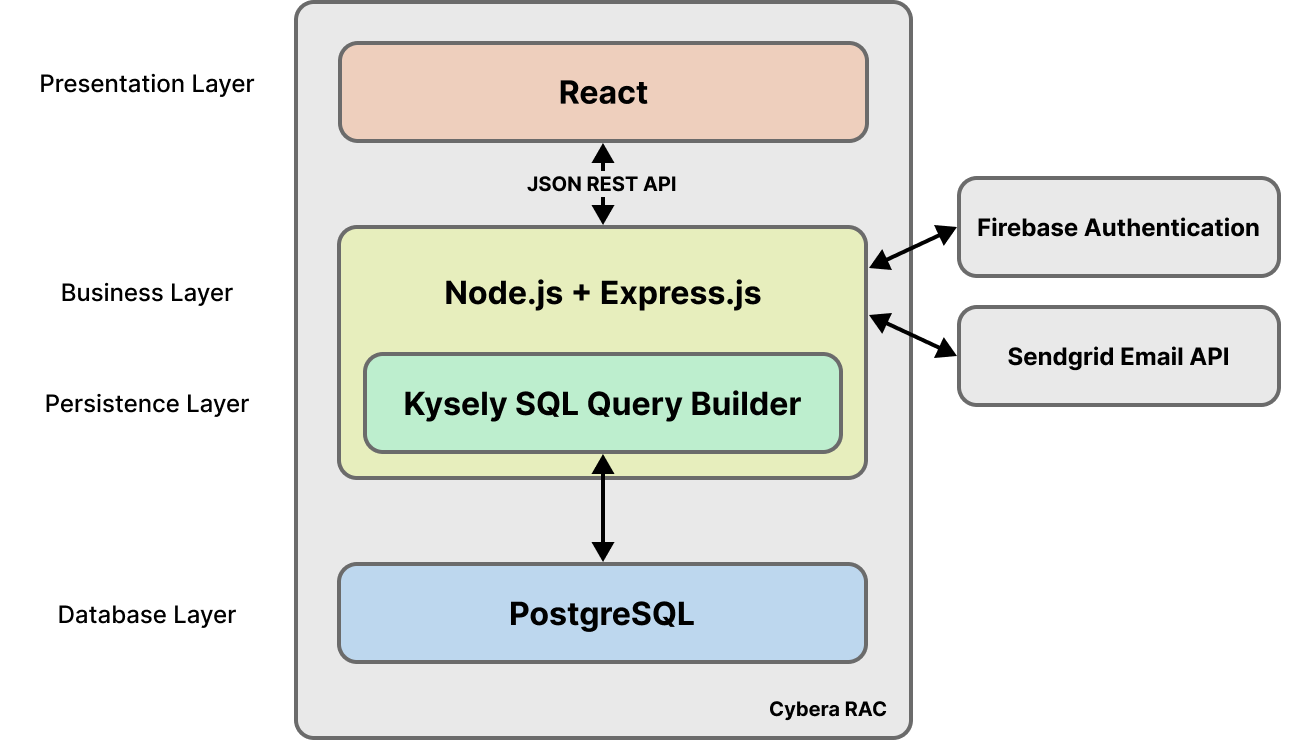 Presentation Layer
React
JSON REST API
Firebase Authentication
Business Layer
Node.js + Express.js
Sendgrid Email API
Persistence Layer
Kysely SQL Query Builder
Database Layer
PostgreSQL
Cybera RAC